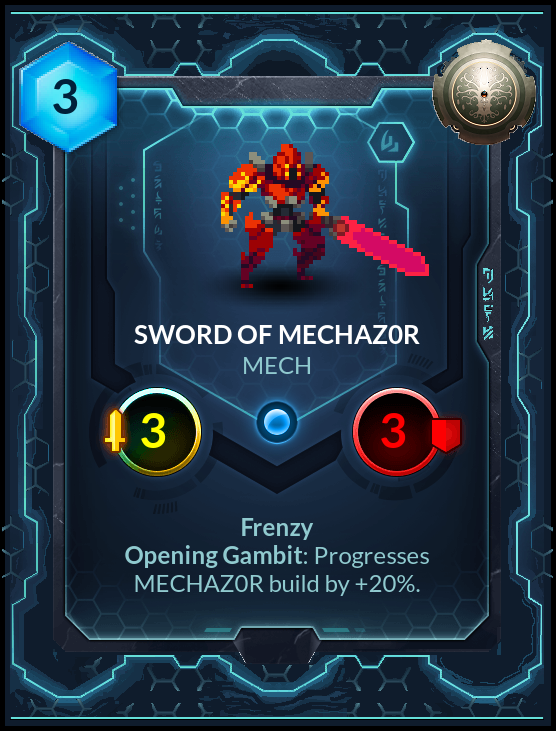 3
SWORD OF MECHAZ0R
MECH
3
3
Frenzy
Opening Gambit: Progresses
MECHAZ0R build by +20%.